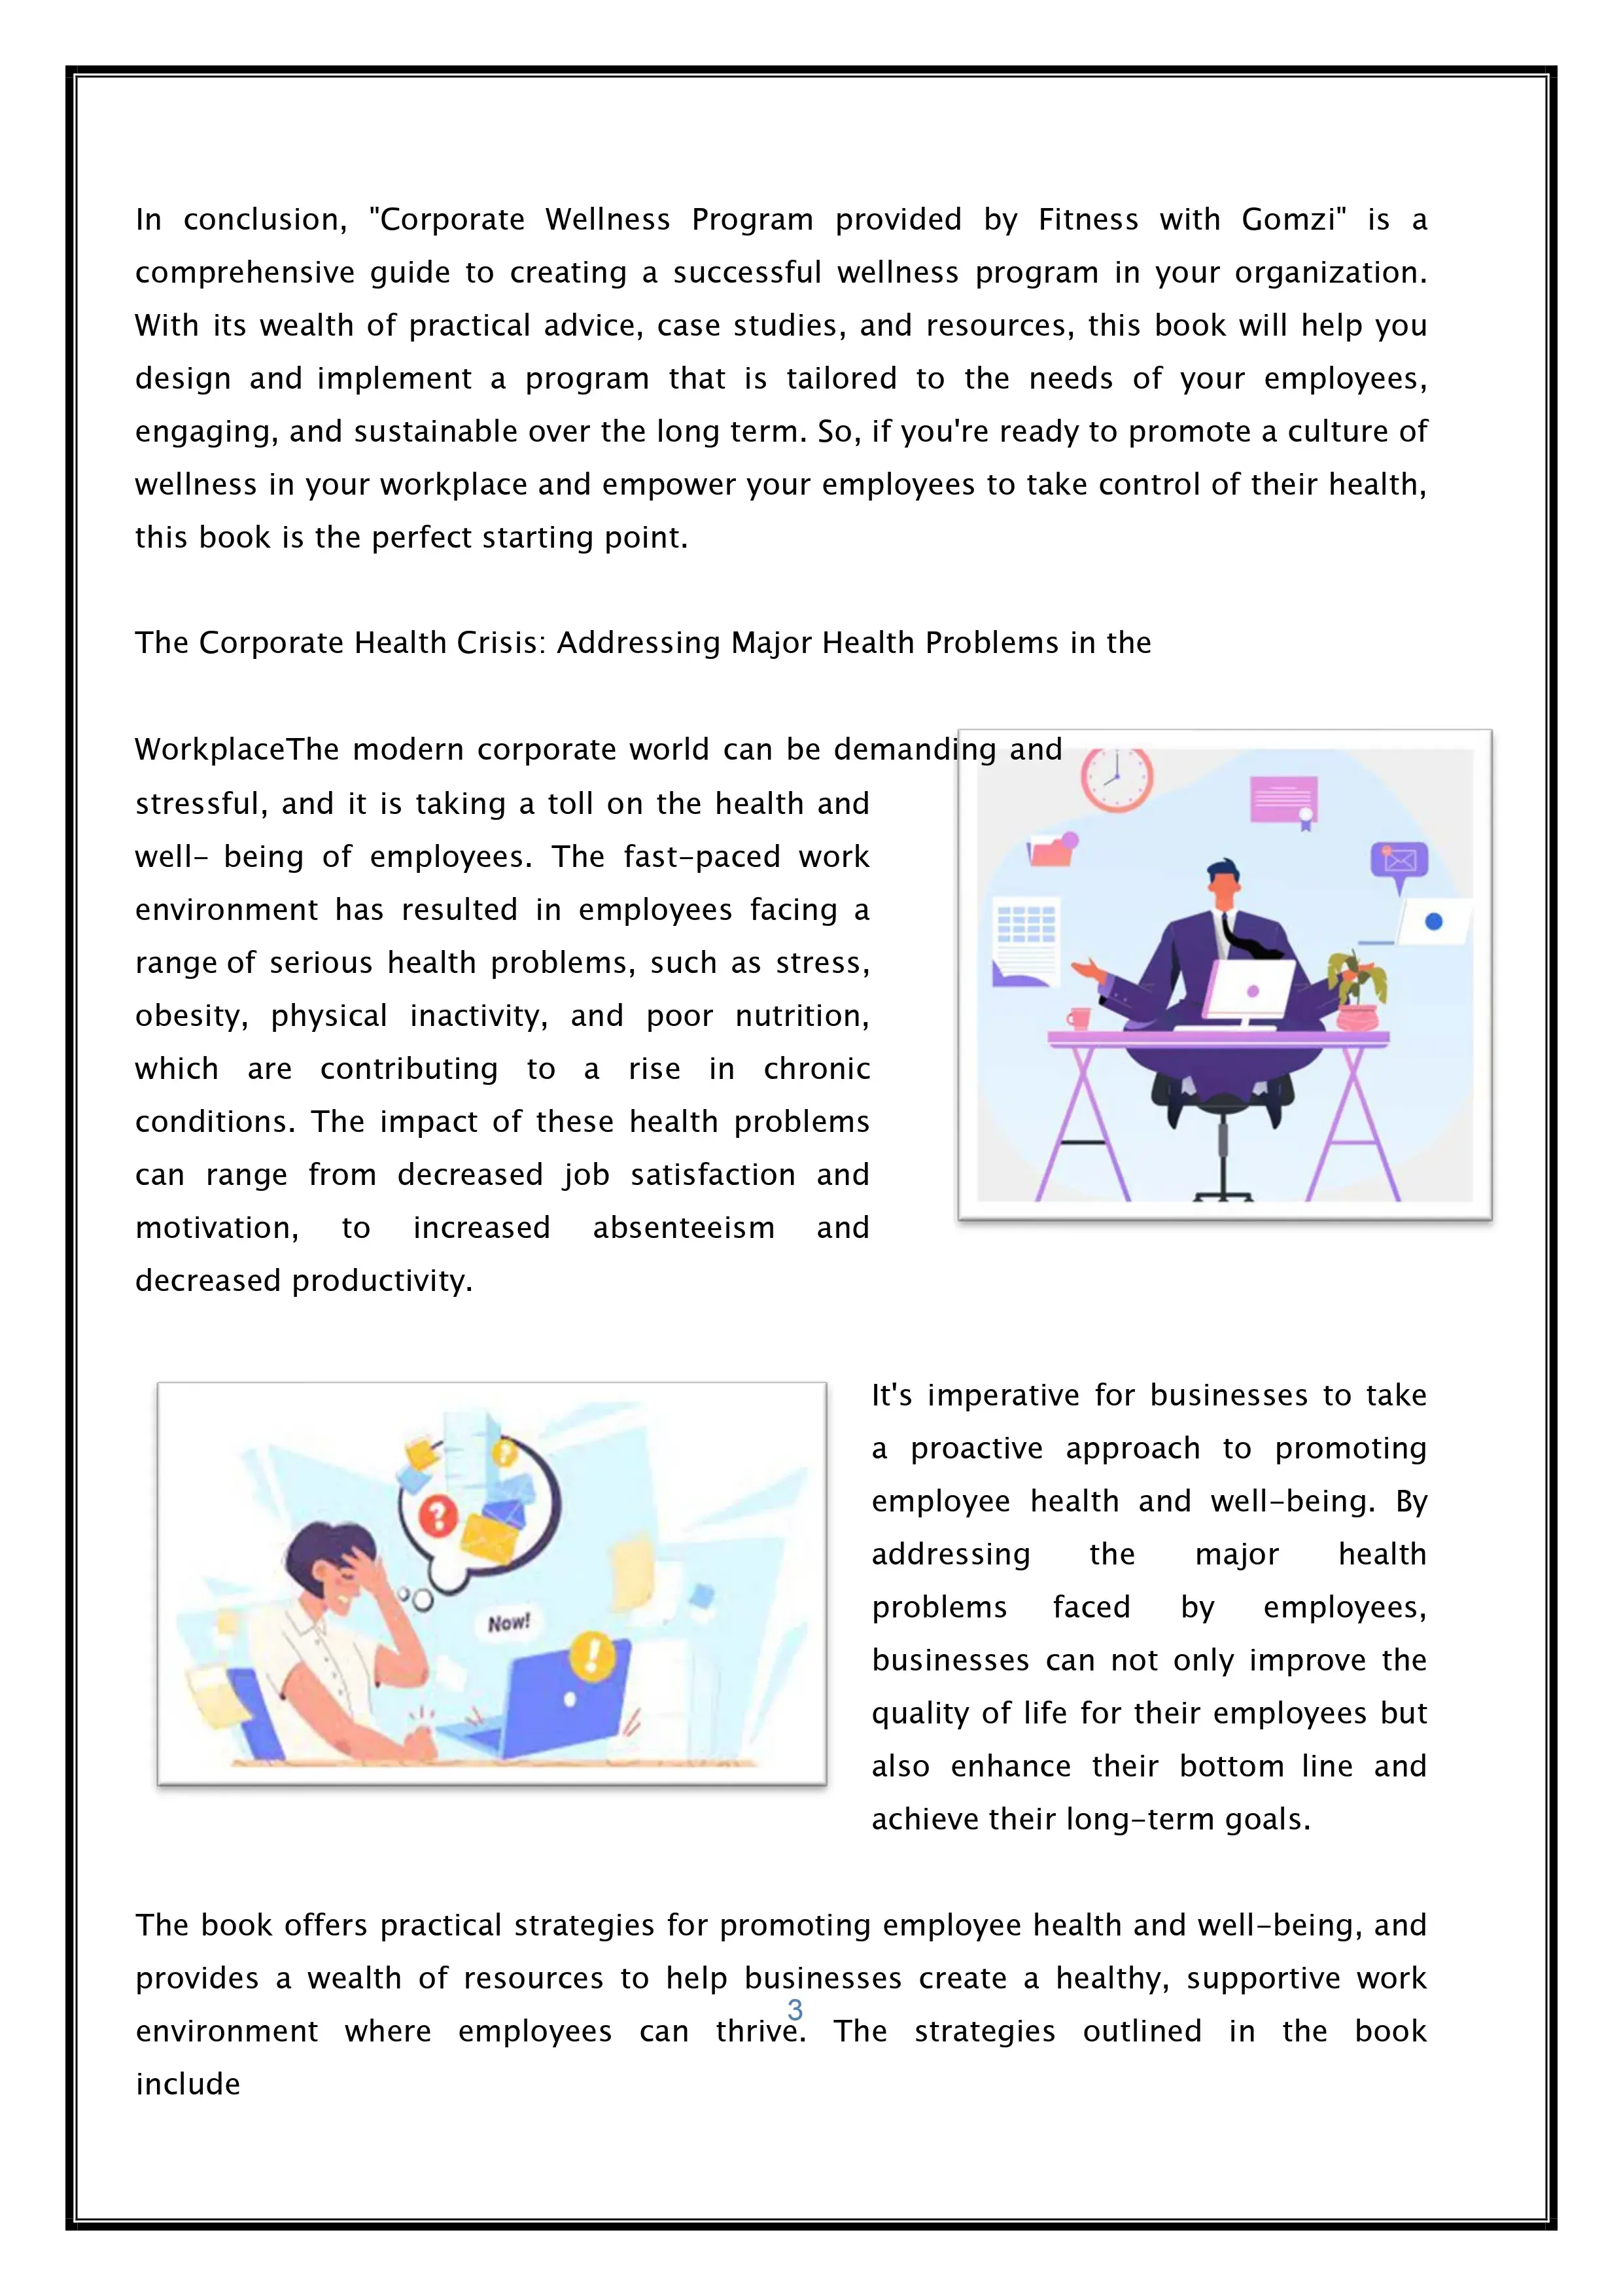 In conclusion, "Corporate Wellness Program provided by Fitness with Gomzi" is a
comprehensive guide to creating a successful wellness program in your organization.
With its wealth of practical advice, case studies, and resources, this book will help you
design and implement a program that is tailored to the needs of your employees,
engaging, and sustainable over the long term. So, if you're ready to promote a culture of
wellness in your workplace and empower your employees to take control of their health,
this book is the perfect starting point.
The Corporate Health Crisis: Addressing Major Health Problems in the
WorkplaceThe modern corporate world can be demanding and
stressful, and it is taking a toll on the health and
well- being of employees. The fast-paced work
environment has resulted in employees facing a
range of serious health problems, such as stress,
obesity, physical inactivity, and poor nutrition,
which are contributing to a rise in chronic
conditions. The impact of these health problems
can range from decreased job satisfaction and
motivation, to increased absenteeism and
decreased productivity.
?
?
Now!
!
It's imperative for businesses to take
a proactive approach to promoting
employee health and well-being. By
addressing the major health
problems faced by employees,
businesses can not only improve the
quality of life for their employees but
also enhance their bottom line and
achieve their long-term goals.
The book offers practical strategies for promoting employee health and well-being, and
provides a wealth of resources to help businesses create a healthy, supportive work
3
environment where employees can thrive. The strategies outlined in the book
include